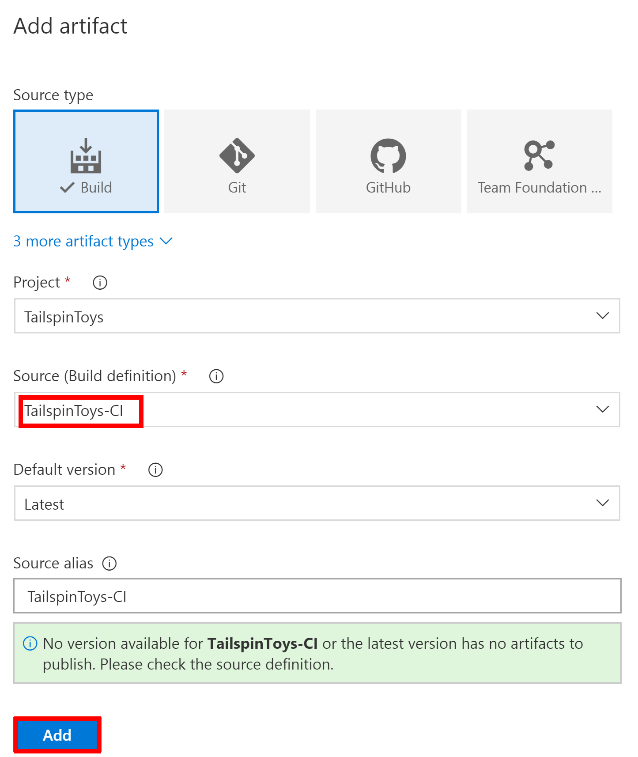 Add artifact
Source type
Build
Git
GitHub
Team Foundation ...
3 more artifact types
Project *
TailspinToys
Source (Build definition) *
TailspinToys-CI
Default version *
Latest
Source alias
TailspinToys-CI
No version available for TailspinToys-CI or the latest version has no artifacts to
publish. Please check the source definition.
Add